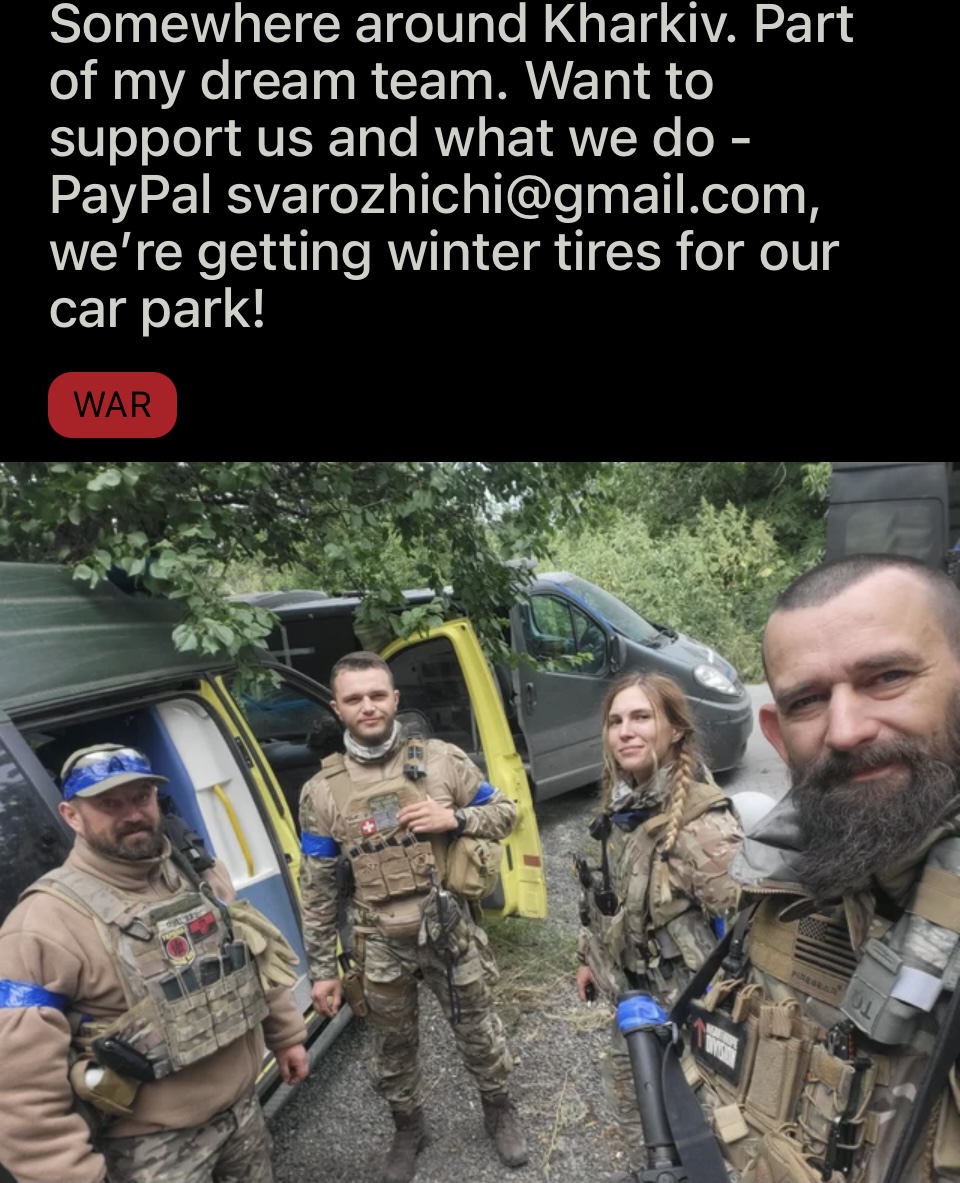 Somewhere around Kharkiv. Part
of my dream team. Want to
support us and what we do -
PayPal svarozhichi@gmail.com,
we’re getting winter tires for our
car park!
WAR